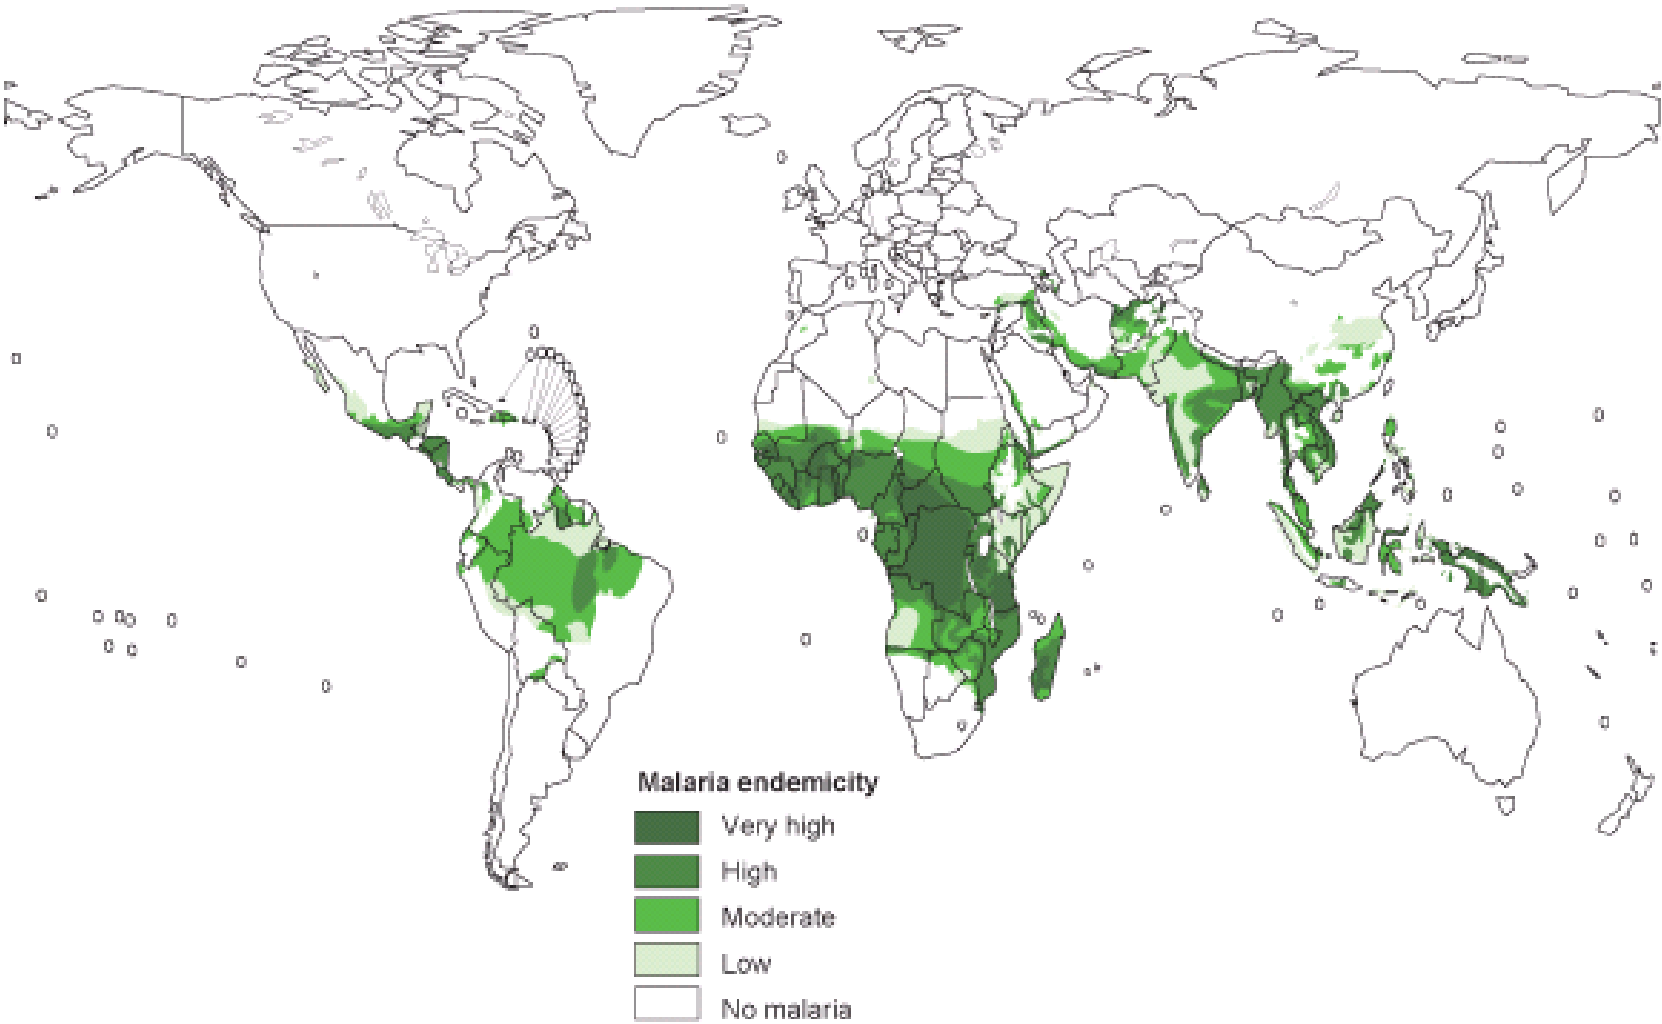 Malaria endemicity
Very high
High
Moderate
Low
No malaria